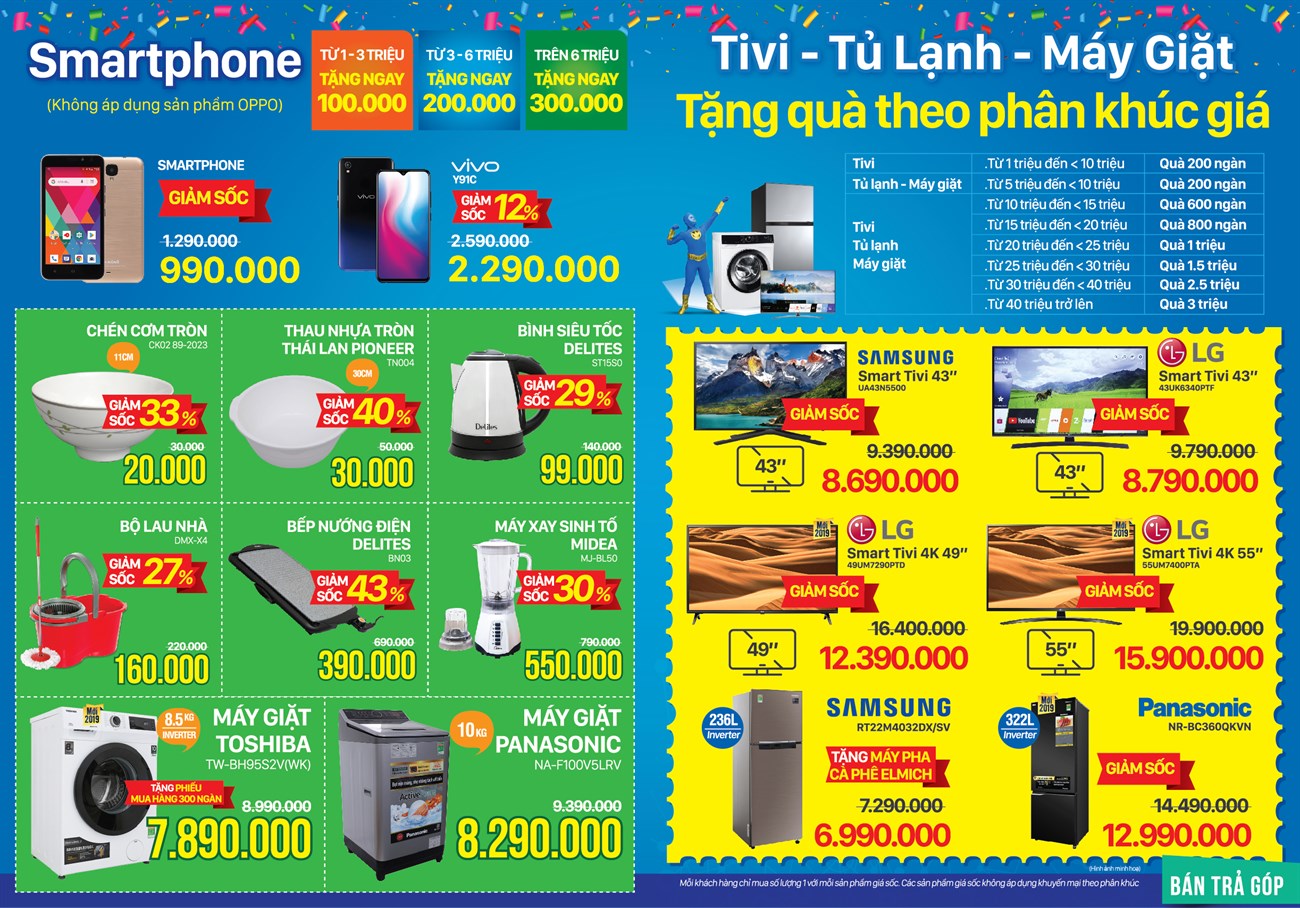 Smartphone
(Không áp dụng sản phẩm OPPO)
TỪ 1 - 3 TRIỆU
TẶNG NGAY
100.000
TỪ 3 - 6 TRIỆU
TẶNG NGAY
200.000
TRÊN 6 TRIỆU
TẶNG NGAY
300.000
SMARTPHONE
GIẢM SỐC
1.290.000
990.000
vivo
Y91C
GIẢM SỐC 12%
2.590.000
2.290.000
CHÉN CƠM TRÒN
CK02 89-2023
11CM
GIẢM SỐC 33%
30.000
20.000
THAU NHỰA TRÒN
THÁI LAN PIONEER
TN004
30CM
GIẢM SỐC 40%
50.000
30.000
BÌNH SIÊU TỐC
DELITES
ST15S0
Delites
GIẢM SỐC 29%
140.000
99.000
BỘ LAU NHÀ
DMX-X4
GIẢM SỐC 27%
220.000
160.000
BẾP NƯỚNG ĐIỆN
DELITES
BN03
GIẢM SỐC 43%
690.000
390.000
MÁY XAY SINH TỐ
MIDEA
MJ-BL50
GIẢM SỐC 30%
790.000
550.000
Mới 2019
8.5KG
INVERTER
MÁY GIẶT
TOSHIBA
TW-BH95S2V(WK)
TẶNG PHIẾU
MUA HÀNG 300 NGÀN
8.990.000
7.890.000
10KG
MÁY GIẶT
PANASONIC
NA-F100V5LRV
Panasonic
9.390.000
8.290.000
Tivi - Tủ Lạnh - Máy Giặt
Tặng quà theo phân khúc giá
Tivi .Từ 1 triệu đến < 10 triệu Quà 200 ngàn
Tủ lạnh - Máy giặt .Từ 5 triệu đến < 10 triệu Quà 200 ngàn
Tivi
Tủ lạnh
Máy giặt
.Từ 10 triệu đến < 15 triệu Quà 600 ngàn
.Từ 15 triệu đến < 20 triệu Quà 800 ngàn
.Từ 20 triệu đến < 25 triệu Quà 1 triệu
.Từ 25 triệu đến < 30 triệu Quà 1.5 triệu
.Từ 30 triệu đến < 40 triệu Quà 2.5 triệu
.Từ 40 triệu trở lên Quà 3 triệu
SAMSUNG
Smart Tivi 43’’
UA43N5500
GIẢM SỐC
43’’
9.390.000
8.690.000
LG
Smart Tivi 43’’
43UK6340PTF
YouTube
GIẢM SỐC
43’’
9.790.000
8.790.000
Mới 2019
LG
Smart Tivi 4K 49’’
49UM7290PTD
GIẢM SỐC
49’’
16.400.000
12.390.000
Mới 2019
LG
Smart Tivi 4K 55’’
55UM7400PTA
GIẢM SỐC
55’’
19.900.000
15.900.000
236L
Inverter
SAMSUNG
RT22M4032DX/SV
TẶNG MÁY PHA
CÀ PHÊ ELMICH
7.290.000
6.990.000
322L
Inverter
Mới 2019
Panasonic
NR-BC360QKVN
GIẢM SỐC
14.490.000
12.990.000
(Hình ảnh minh họa)
Mỗi khách hàng chỉ mua số lượng 1 với mỗi sản phẩm giá sốc. Các sản phẩm giá sốc không áp dụng khuyến mại theo phân khúc
BÁN TRẢ GÓP